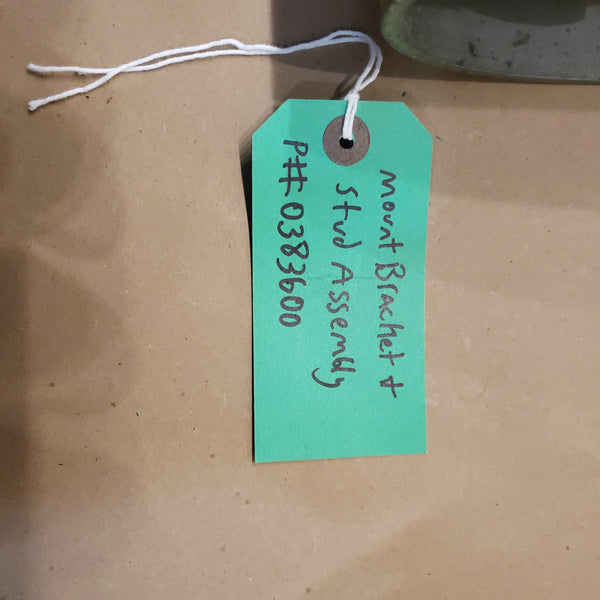 mount Bracket +
Stud Assembly
P# 0383600